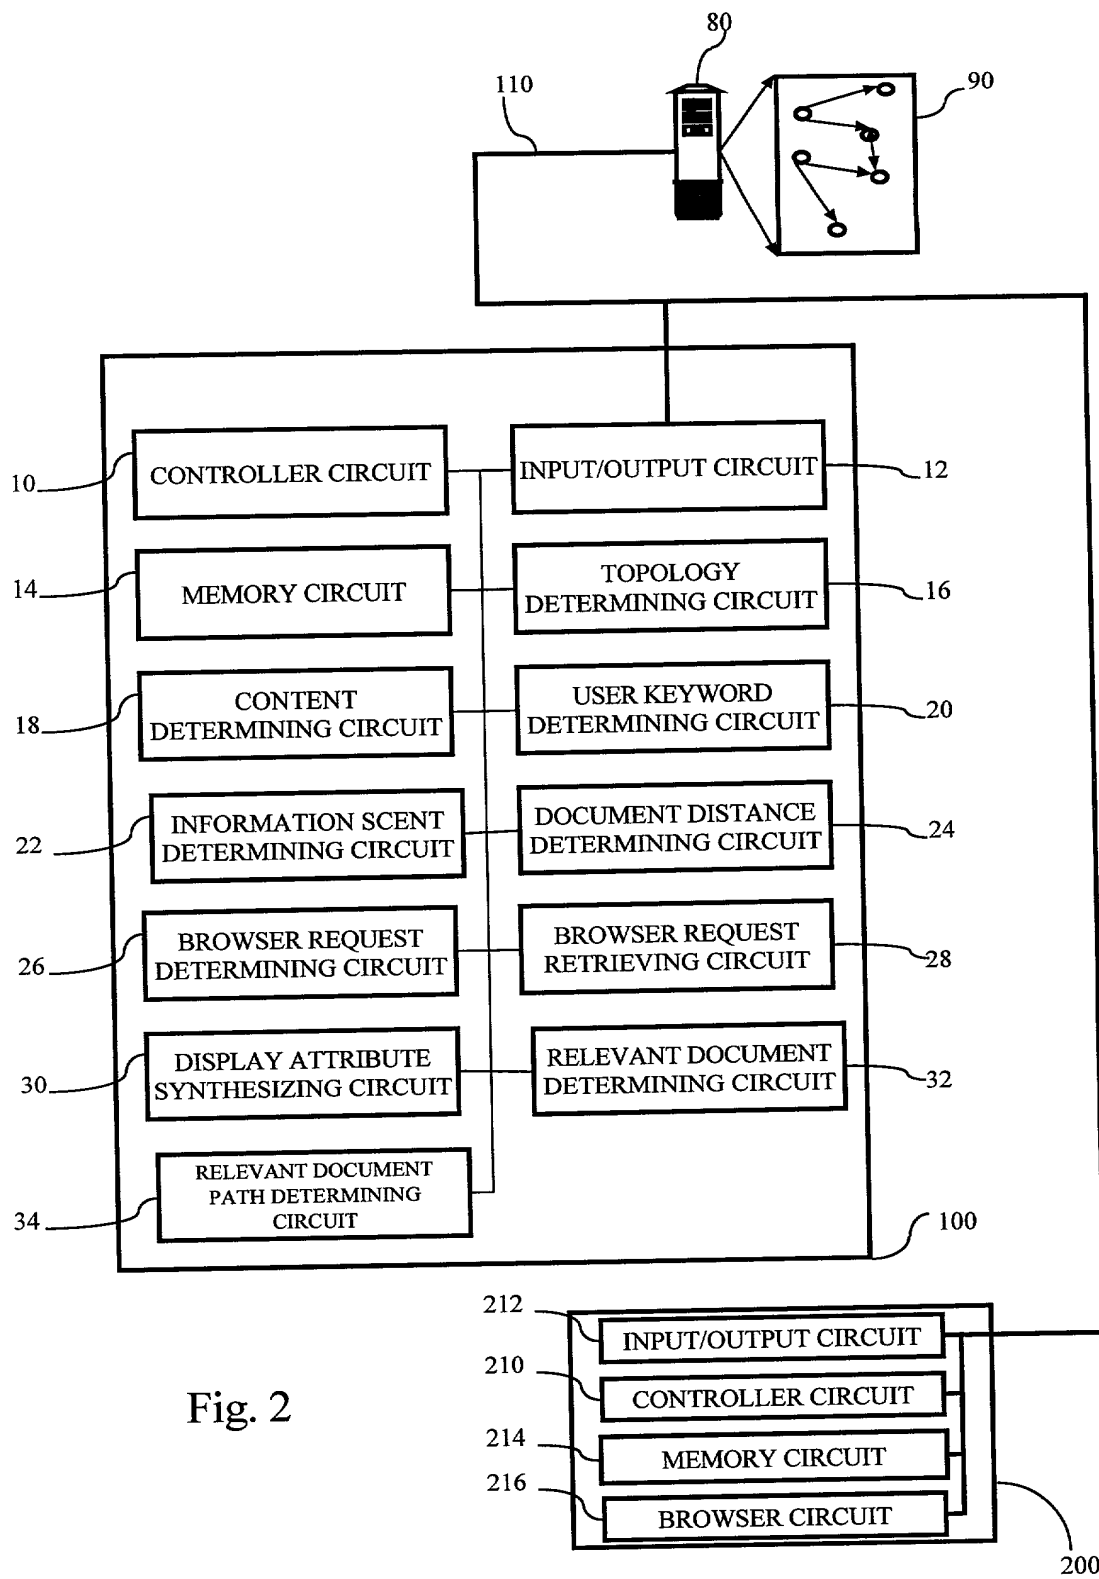 80
110
90
10
CONTROLLER CIRCUIT
INPUT/OUTPUT CIRCUIT
12
14
MEMORY CIRCUIT
TOPOLOGY
DETERMINING CIRCUIT
16
18
CONTENT
DETERMINING CIRCUIT
USER KEYWORD
DETERMINING CIRCUIT
20
22
INFORMATION SCENT
DETERMINING CIRCUIT
DOCUMENT DISTANCE
DETERMINING CIRCUIT
24
26
BROWSER REQUEST
DETERMINING CIRCUIT
BROWSER REQUEST
RETRIEVING CIRCUIT
28
30
DISPLAY ATTRIBUTE
SYNTHESIZING CIRCUIT
RELEVANT DOCUMENT
DETERMINING CIRCUIT
32
34
RELEVANT DOCUMENT
PATH DETERMINING
CIRCUIT
100
212
INPUT/OUTPUT CIRCUIT
210
CONTROLLER CIRCUIT
214
MEMORY CIRCUIT
216
BROWSER CIRCUIT
200
Fig. 2